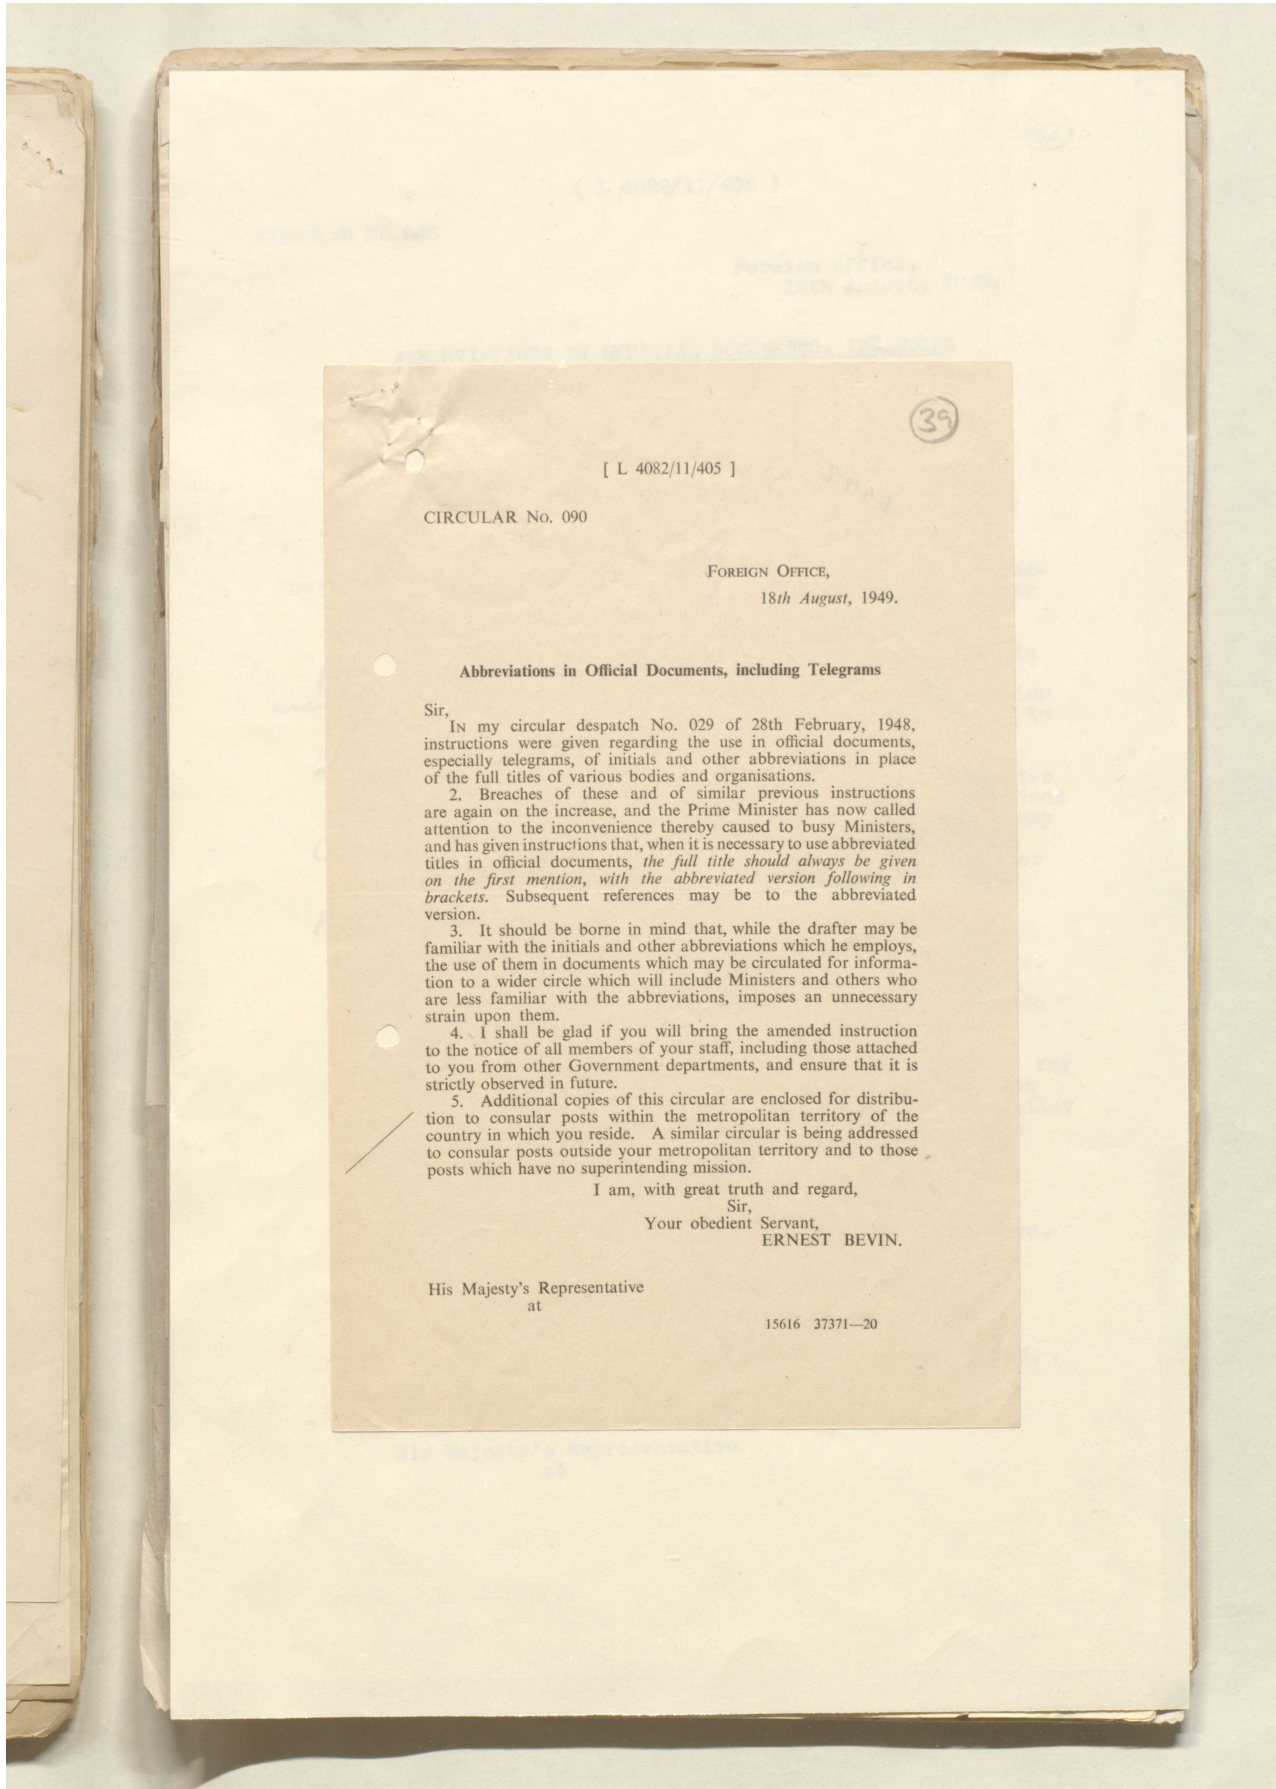 39
[ L 4082/11/405 ]
CIRCULAR No. 090
FOREIGN OFFICE,
18th August, 1949.
Abbreviations in Official Documents, including Telegrams
Sir,
IN my circular despatch No. 029 of 28th February, 1948,
instructions were given regarding the use in official documents,
especially telegrams, of initials and other abbreviations in place
of the full titles of various bodies and organisations.
2. Breaches of these and of similar previous instructions
are again on the increase, and the Prime Minister has now called
attention to the inconvenience thereby caused to busy Ministers,
and has given instructions that, when it is necessary to use abbreviated
titles in official documents, the full title should always be given
on the first mention, with the abbreviated version following in
brackets. Subsequent references may be to the abbreviated
version.
3. It should be borne in mind that, while the drafter may be
familiar with the initials and other abbreviations which he employs,
the use of them in documents which may be circulated for informa-
tion to a wider circle which will include Ministers and others who
are less familiar with the abbreviations, imposes an unnecessary
strain upon them.
4. I shall be glad if you will bring the amended instruction
to the notice of all members of your staff, including those attached
to you from other Government departments, and ensure that it is
strictly observed in future.
5. Additional copies of this circular are enclosed for distribu-
tion to consular posts within the metropolitan territory of the
country in which you reside. A similar circular is being addressed
to consular posts outside your metropolitan territory and to those
posts which have no superintending mission.
I am, with great truth and regard,
Sir,
Your obedient Servant,
ERNEST BEVIN.
His Majesty's Representative
at
15616 37371—20